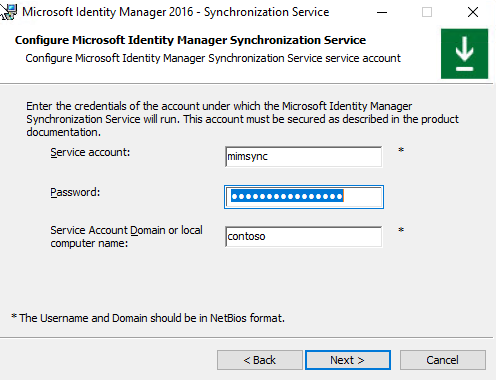 Microsoft Identity Manager 2016 - Synchronization Service
Configure Microsoft Identity Manager Synchronization Service
Configure Microsoft Identity Manager Synchronization Service service account
Enter the credentials of the account under which the Microsoft Identity Manager
Synchronization Service will run. This account must be secured as described in the product
documentation.
Service account:
mimsync
*
Password:
●●●●●●●●●●●●●●●●
Service Account Domain or local
computer name:
contoso
*
* The Username and Domain should be in NetBios format.
< Back
Next >
Cancel